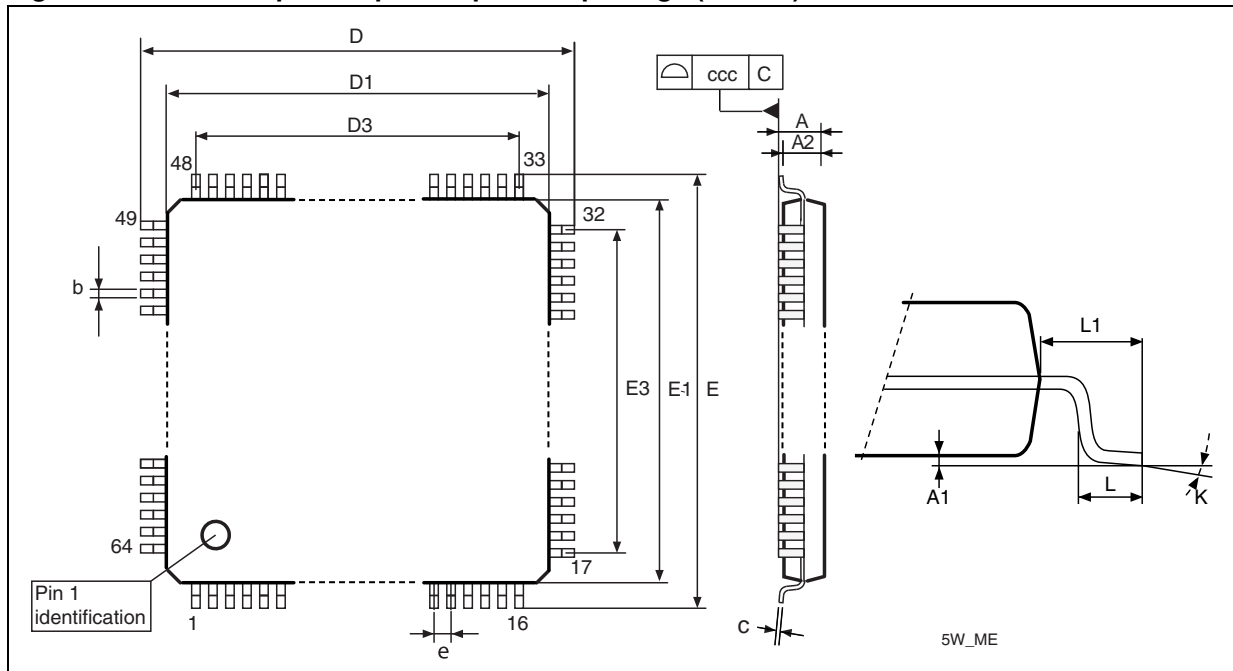 D
D1
D3
ccc C
A
A2
48
33
49
32
b
L1
E3
E1
E
A1
L
K
64
17
Pin 1
identification
1
16
e
c
5W_ME